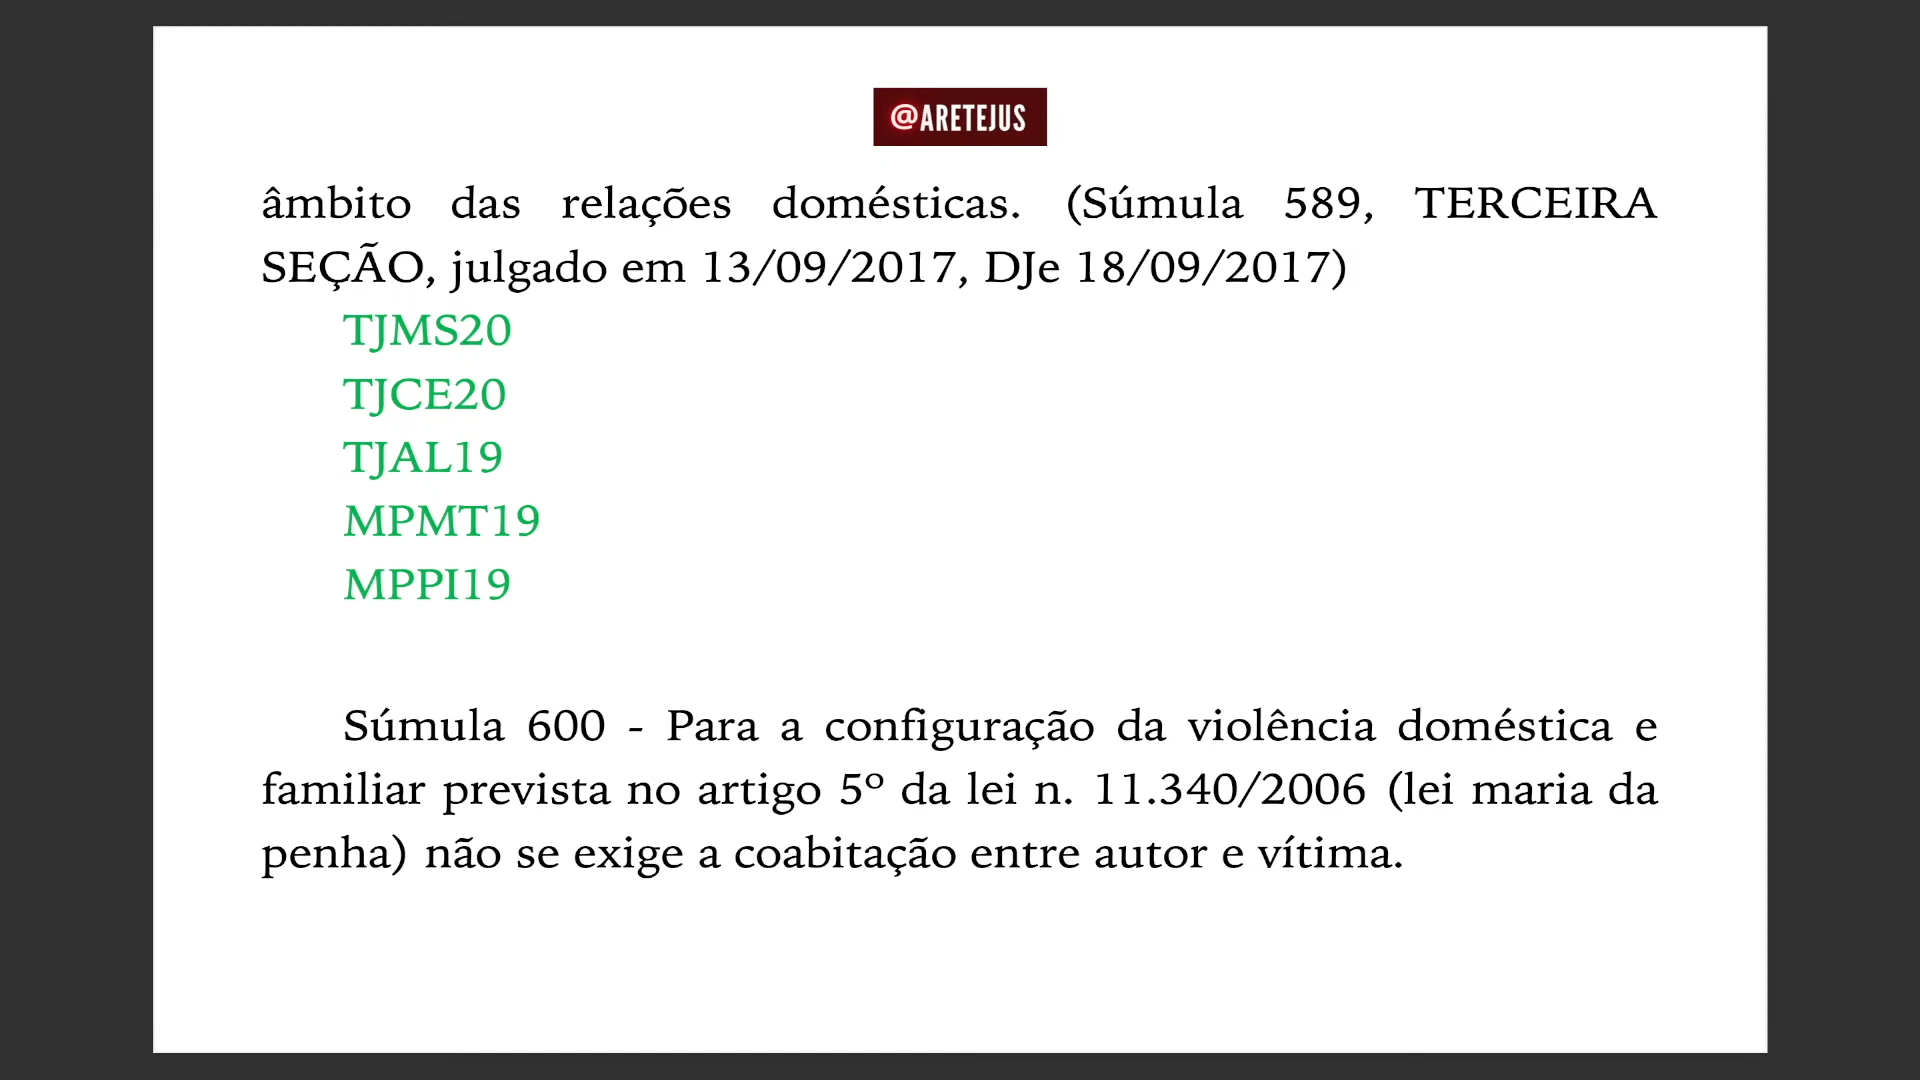 @ARETEJUS
âmbito das relações domésticas. (Súmula 589, TERCEIRA
SEÇÃO, julgado em 13/09/2017, DJe 18/09/2017)
TJMS20
TJCE20
TJAL19
MPMT19
MPPI19
Súmula 600 - Para a configuração da violência doméstica e
familiar prevista no artigo 5º da lei n. 11.340/2006 (lei maria da
penha) não se exige a coabitação entre autor e vítima.